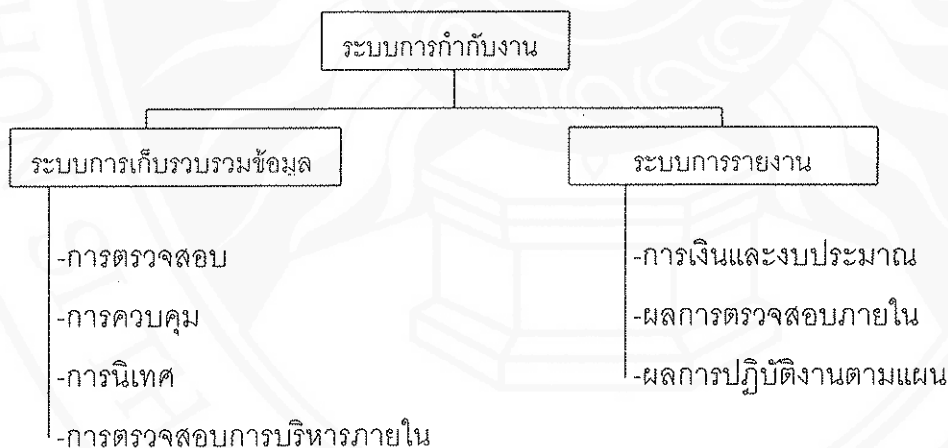 ระบบการกำกับงาน
ระบบการเก็บรวบรวมข้อมูล
-การตรวจสอบ
-การควบคุม
-การนิเทศ
-การตรวจสอบการบริหารภายใน
ระบบการรายงาน
-การเงินและงบประมาณ
-ผลการตรวจสอบภายใน
-ผลการปฏิบัติงานตามแผน